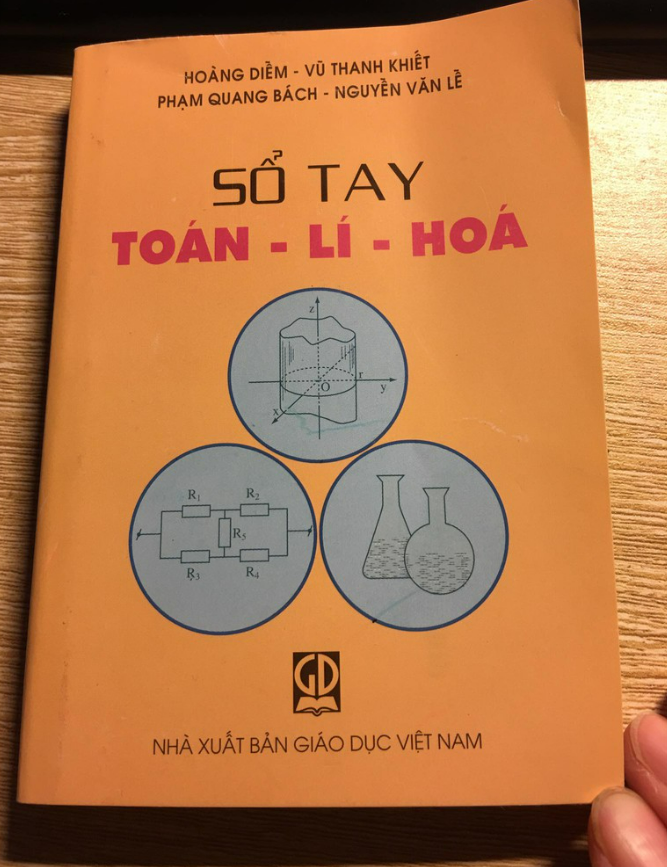 HOÀNG DIỀM - VŨ THANH KHIẾT
PHẠM QUANG BÁCH - NGUYỄN VĂN LỀ
SỔ TAY
TOÁN - LÍ - HOÁ
z
r
O
y
x
R1 R2
R5
R3 R4
GD
NHÀ XUẤT BẢN GIÁO DỤC VIỆT NAM